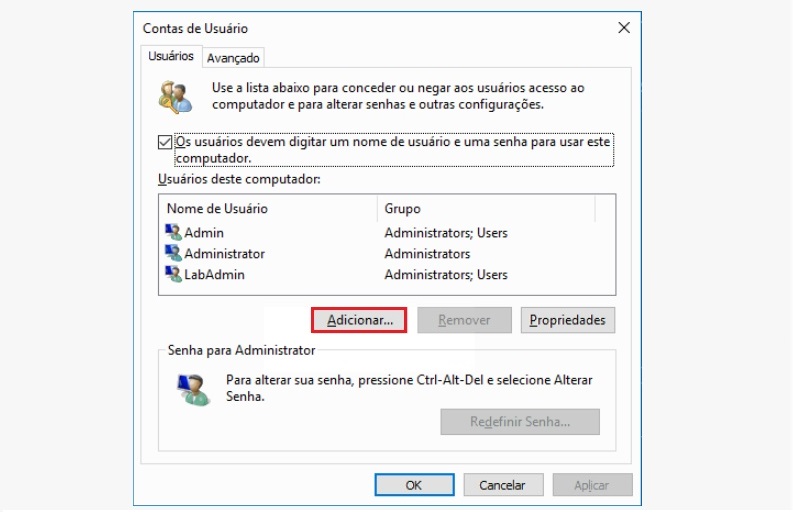 Contas de Usuário
Usuários
Avançado
Use a lista abaixo para conceder ou negar aos usuários acesso ao
computador e para alterar senhas e outras configurações.
Os usuários devem digitar um nome de usuário e uma senha para usar este
computador.
Usuários deste computador:
Nome de Usuário Grupo
Admin Administrators; Users
Administrator Administrators
LabAdmin Administrators; Users
Adicionar... Remover Propriedades
Senha para Administrator
Para alterar sua senha, pressione Ctrl-Alt-Del e selecione Alterar
Senha.
Redefinir Senha...
OK Cancelar Aplicar